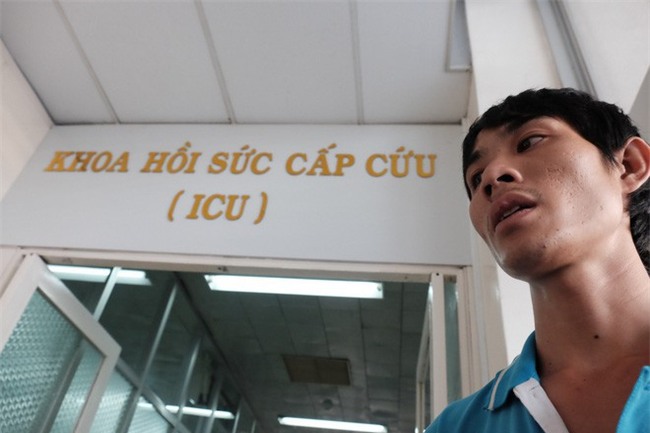 KHOA HỒI SỨC CẤP CỨU
( ICU )